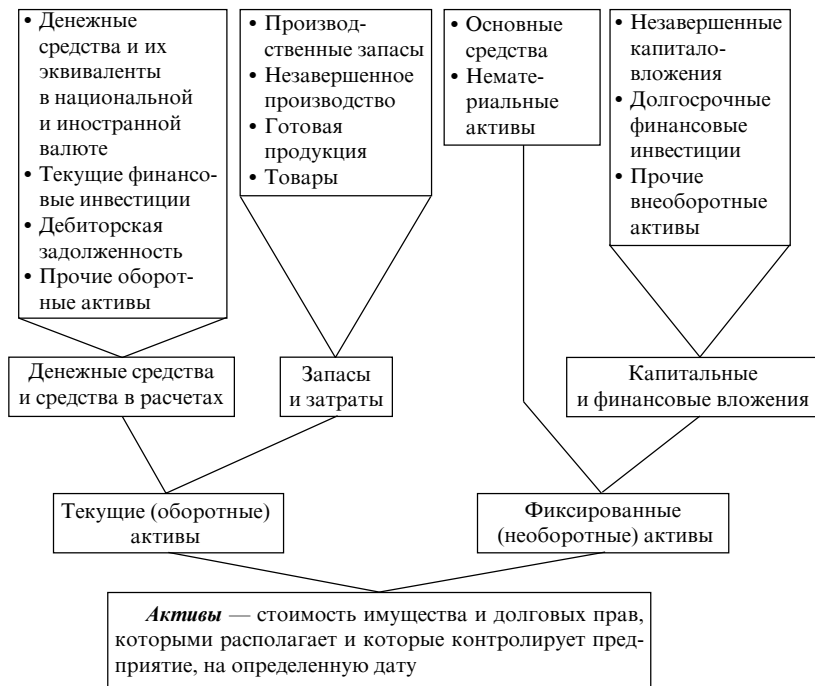 • Денежные
средства и их
эквиваленты
в национальной
и иностранной
валюте
• Текущие финансо-
вые инвестиции
• Дебиторская
задолженность
• Прочие оборот-
ные активы
• Производ-
ственные запасы
• Незавершенное
производство
• Готовая
продукция
• Товары
• Основные
средства
• Немате-
риальные
активы
• Незавершенные
капитало-
вложения
• Долгосрочные
финансовые
инвестиции
• Прочие
внеоборотные
активы
Денежные средства
и средства в расчетах
Запасы
и затраты
Капитальные
и финансовые вложения
Текущие (оборотные)
активы
Фиксированные
(необоротные) активы
Активы — стоимость имущества и долговых прав,
которыми располагает и которые контролирует пред-
приятие, на определенную дату